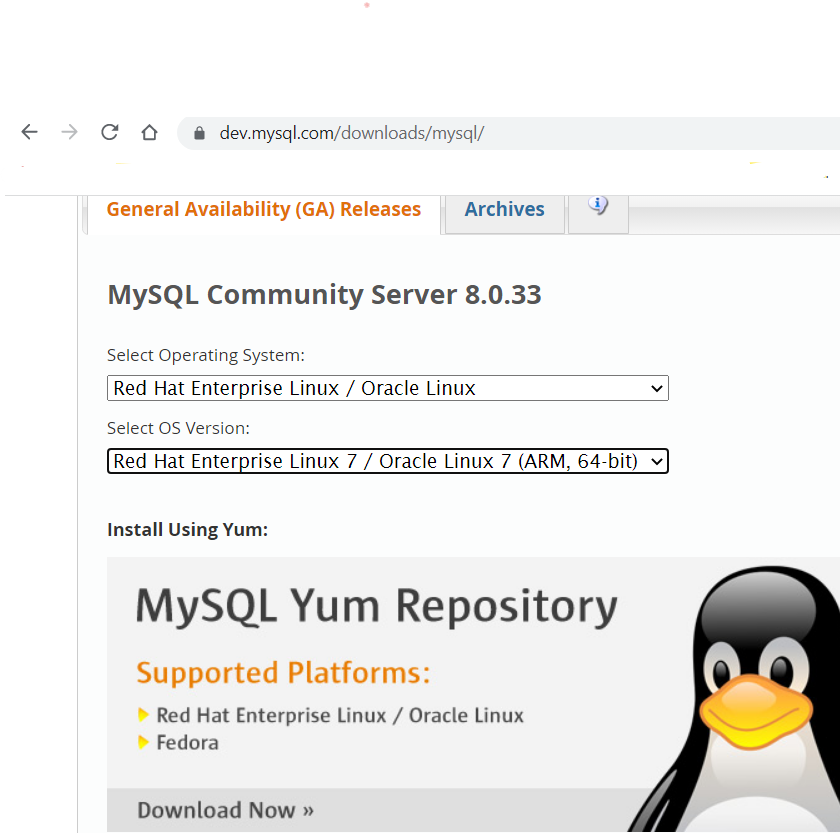 dev.mysql.com/downloads/mysql/
General Availability (GA) Releases Archives
MySQL Community Server 8.0.33
Select Operating System:
Red Hat Enterprise Linux / Oracle Linux
Select OS Version:
Red Hat Enterprise Linux 7 / Oracle Linux 7 (ARM, 64-bit)
Install Using Yum:
MySQL Yum Repository
Supported Platforms:
Red Hat Enterprise Linux / Oracle Linux
Fedora
Download Now »